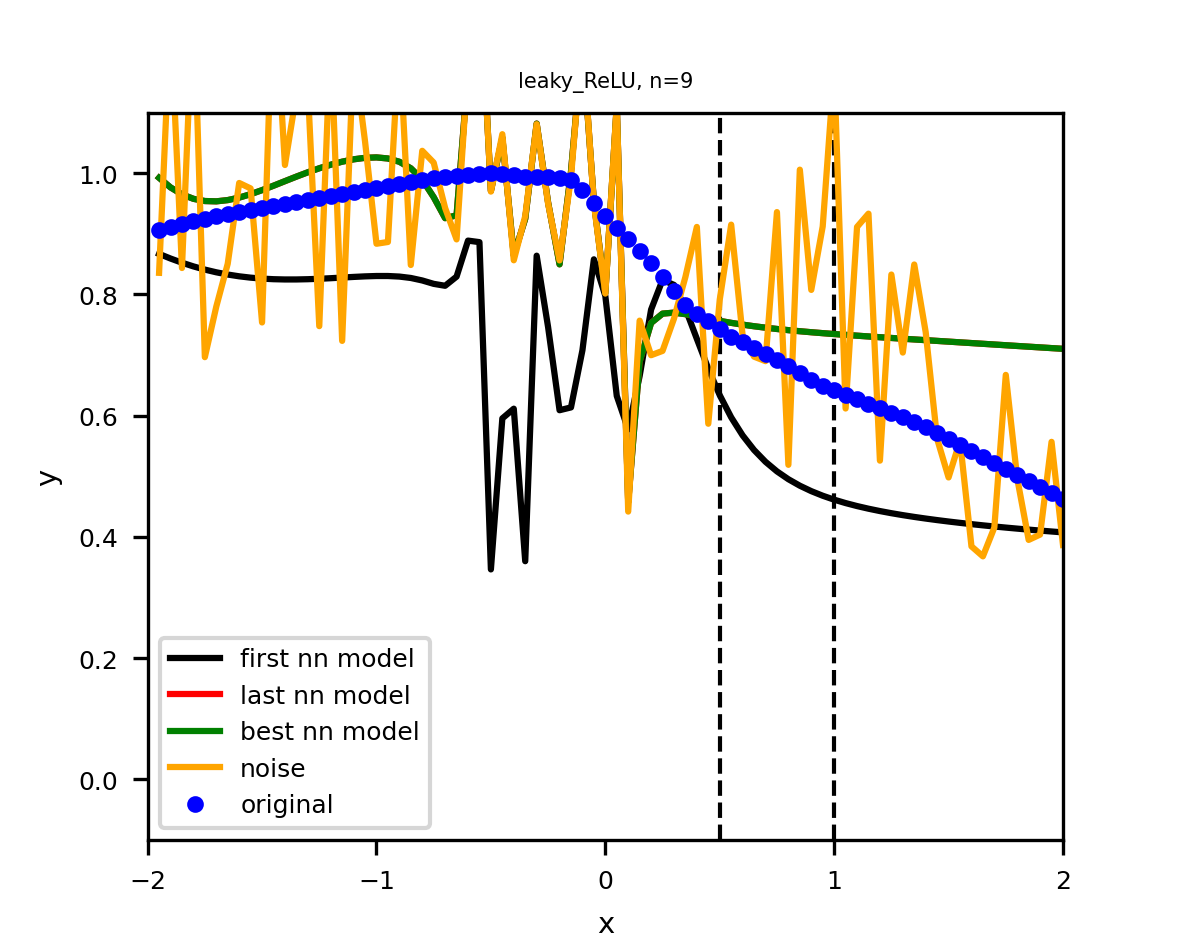 leaky_ReLU, n=9
1.0
0.8
0.6
0.4
0.2
0.0
y
first nn model
last nn model
best nn model
noise
original
−2
−1
0
1
2
x